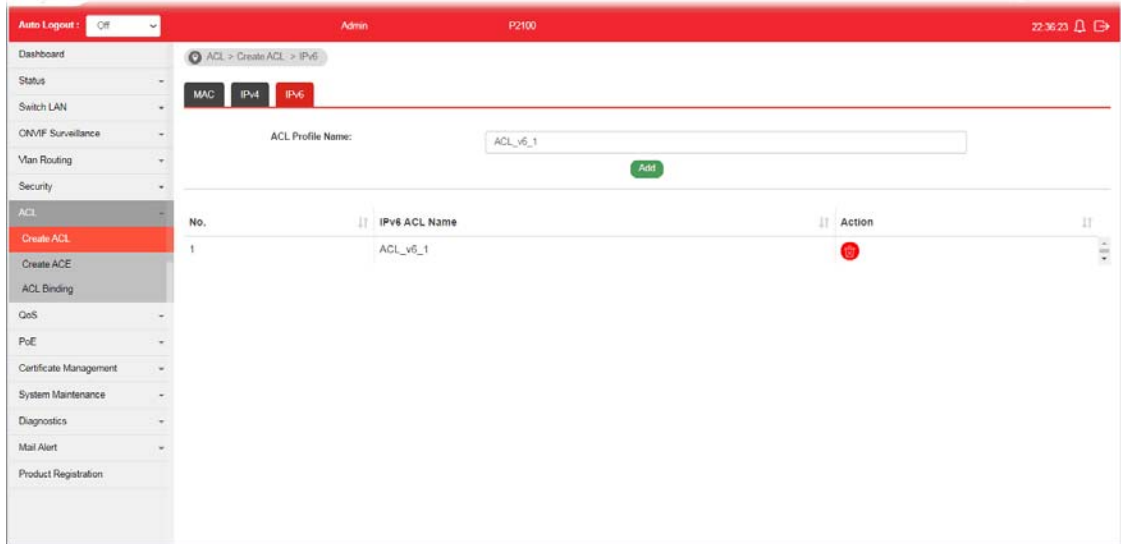 Auto Logout : Off Admin P2100 22:36:23
Dashboard
Status
Switch LAN
ONVIF Surveillance
Vlan Routing
Security
ACL
Create ACL
Create ACE
ACL Binding
QoS
PoE
Certificate Management
System Maintenance
Diagnostics
Mail Alert
Product Registration
ACL > Create ACL > IPv6
MAC IPv4 IPv6
ACL Profile Name: ACL_v6_1
Add
No. IPv6 ACL Name Action
1 ACL_v6_1